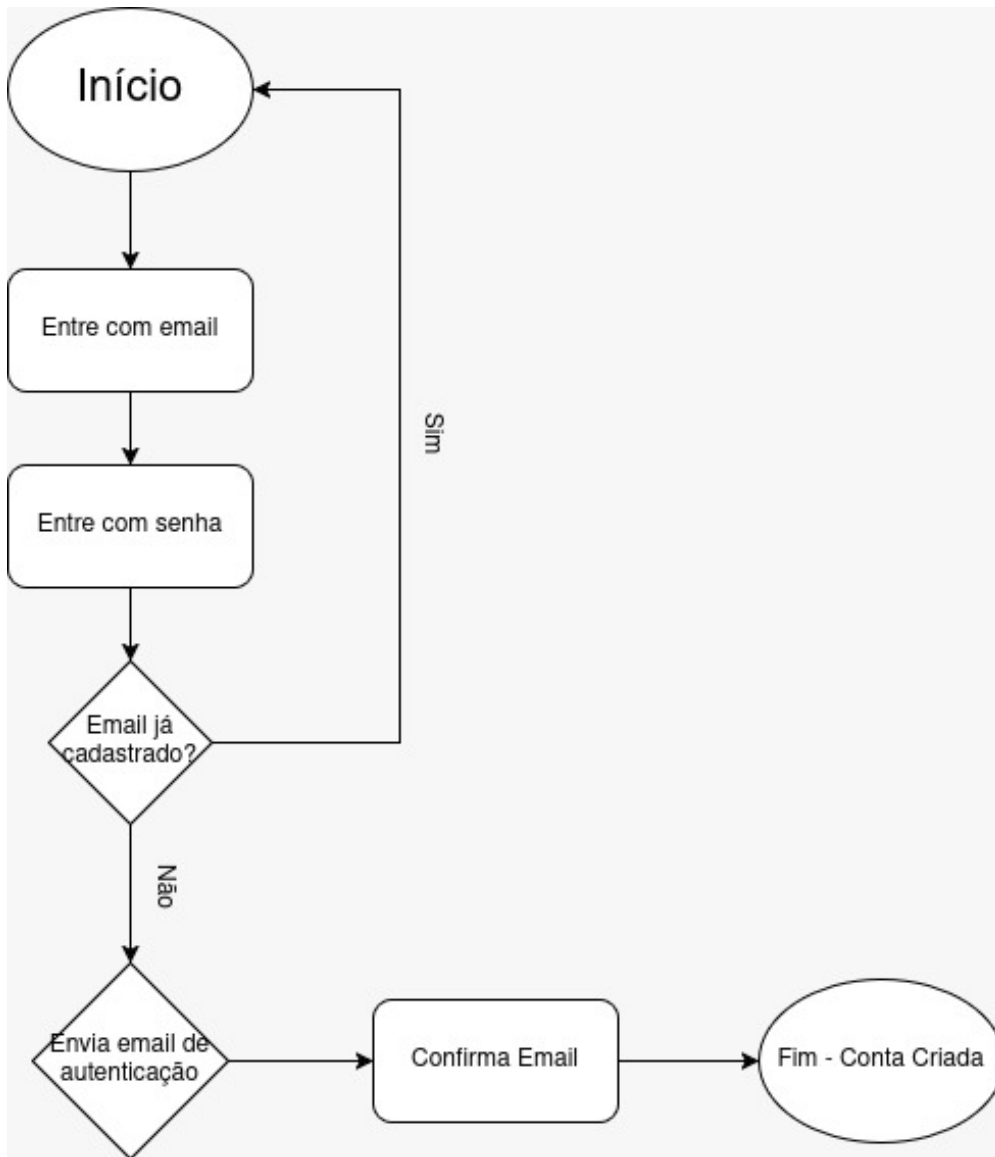 Início
Entre com email
Sim
Entre com senha
Email já
cadastrado?
Não
Envia email de
autenticação
Confirma Email
Fim - Conta Criada